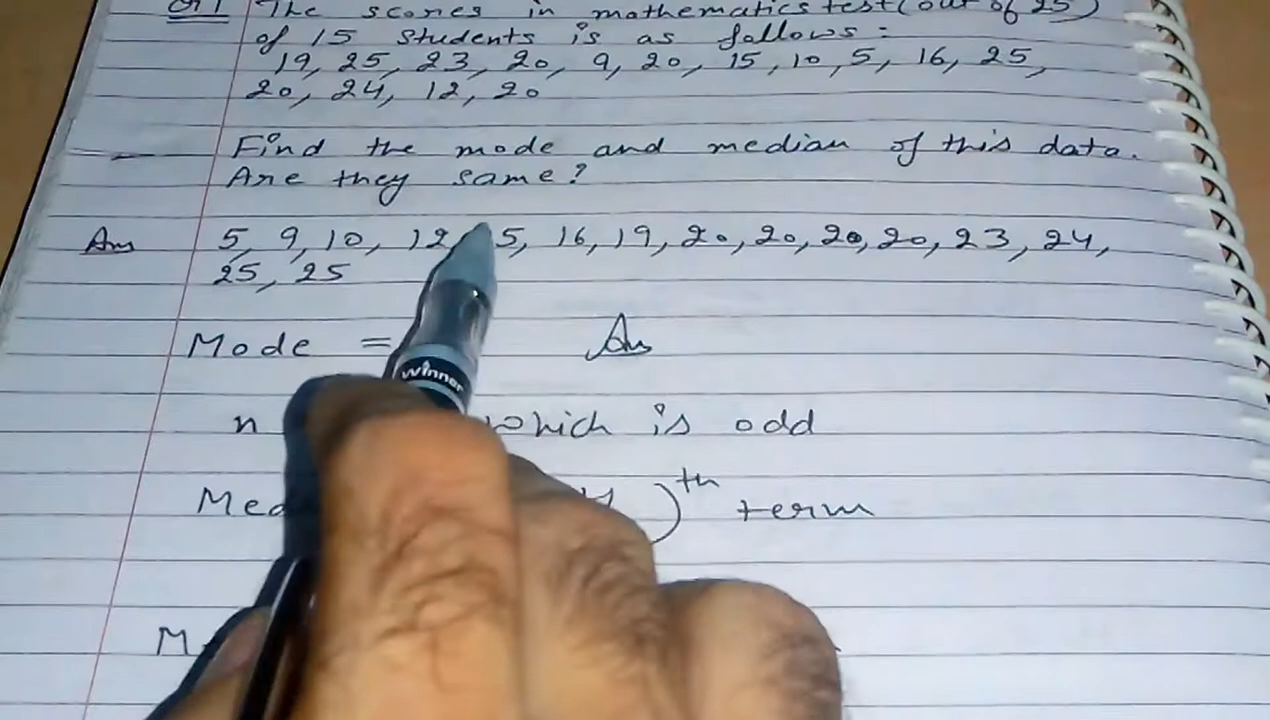 Q.1 The scores in mathematics test (out of 25)
of 15 students is as follows:
19, 25, 23, 20, 9, 20, 15, 10, 5, 16, 25,
20, 24, 12, 20
Find the mode and median of this data.
Are they same?
Ans 5, 9, 10, 12, 5, 16, 19, 20, 20, 20, 20, 23, 24,
25, 25
Mode = Ans
winner
n which is odd
Med )th term
M